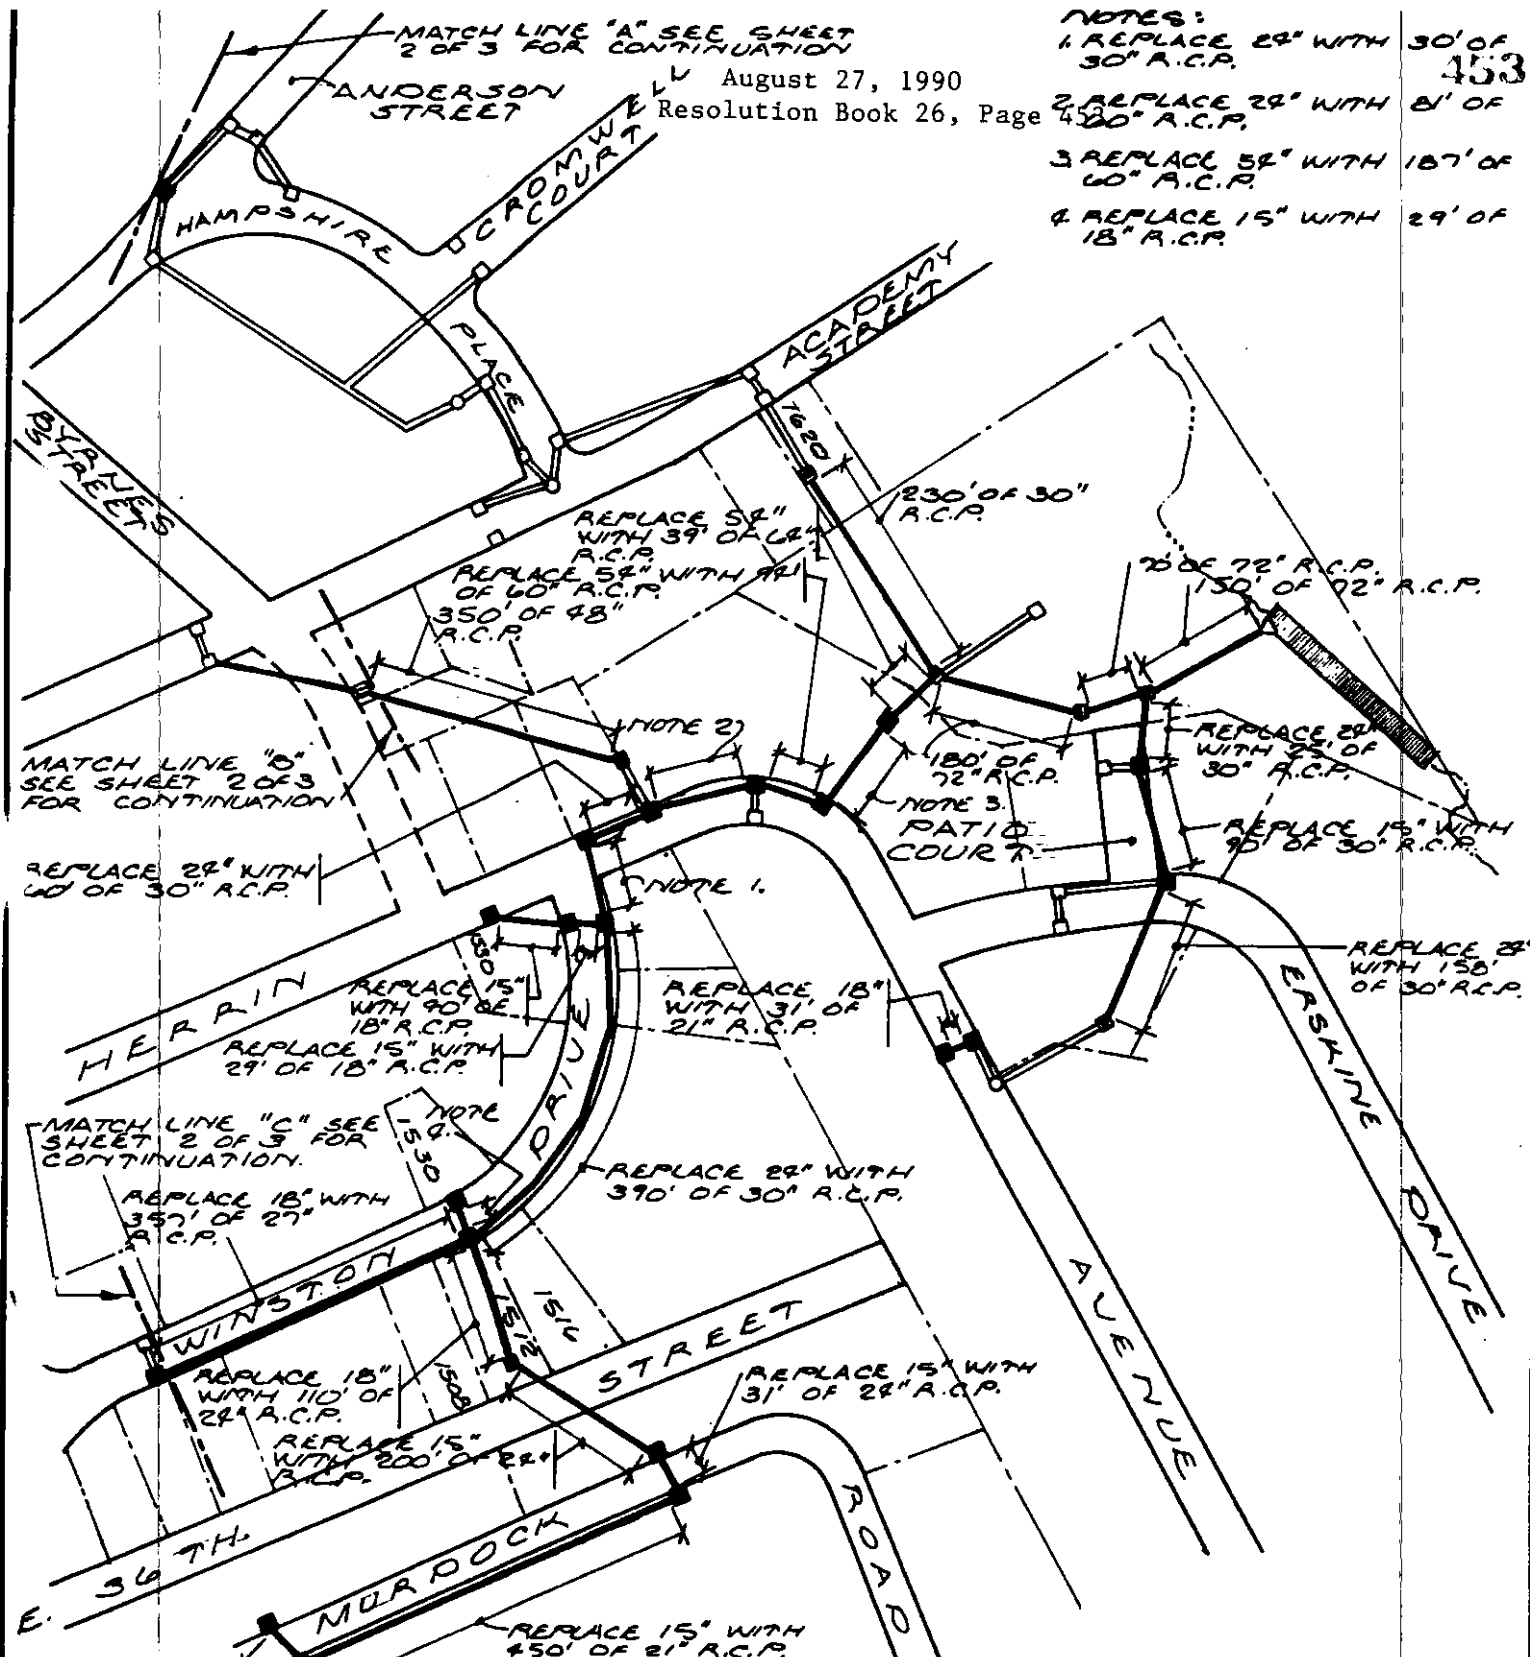 MATCH LINE "A" SEE SHEET
2 OF 3 FOR CONTINUATION
August 27, 1990
Resolution Book 26, Page 453
NOTES:
1. REPLACE 24" WITH 30' OF
30" R.C.P.
453
2 REPLACE 24" WITH 81' OF
60" R.C.P.
3 REPLACE 54" WITH 187' OF
60" R.C.P.
4 REPLACE 15" WITH 29' OF
18" R.C.P.
ANDERSON
STREET
CROMWELL
COURT
HAMPSHIRE
PLACE
ACADEMY
STREET
BYRNES
STREET
1620
230' OF 30"
R.C.P.
REPLACE 54"
WITH 39' OF 64"
R.C.P.
REPLACE 54" WITH 94'
OF 60" R.C.P.
350' OF 48"
R.C.P.
70' OF 72" R.C.P.
150' OF 72" R.C.P.
NOTE 2
MATCH LINE "B"
SEE SHEET 2 OF 3
FOR CONTINUATION
180' OF
72" R.C.P.
REPLACE 24"
WITH 25' OF
30" R.C.P.
NOTE 3.
PATIO
COURT
REPLACE 15" WITH
90' OF 30" R.C.P.
REPLACE 24" WITH
60' OF 30" R.C.P.
NOTE 1.
1530
HERRIN
REPLACE 15"
WITH 90' OF
18" R.C.P.
REPLACE 18"
WITH 31' OF
21" R.C.P.
REPLACE 24"
WITH 158'
OF 30" R.C.P.
REPLACE 15" WITH
29' OF 18" R.C.P.
DRIVE
ERSKINE
DRIVE
MATCH LINE "C" SEE
SHEET 2 OF 3 FOR
CONTINUATION.
NOTE
4.
1530
REPLACE 24" WITH
390' OF 30" R.C.P.
REPLACE 18" WITH
357' OF 27"
R.C.P.
WINSTON
1512
1516
1508
AVENUE
STREET
REPLACE 18"
WITH 110' OF
24" R.C.P.
REPLACE 15" WITH
31' OF 24" R.C.P.
REPLACE 15"
WITH 200' OF 24"
R.C.P.
E. 36 TH.
MURDOCK
ROAD
REPLACE 15" WITH
450' OF 21" R.C.P.